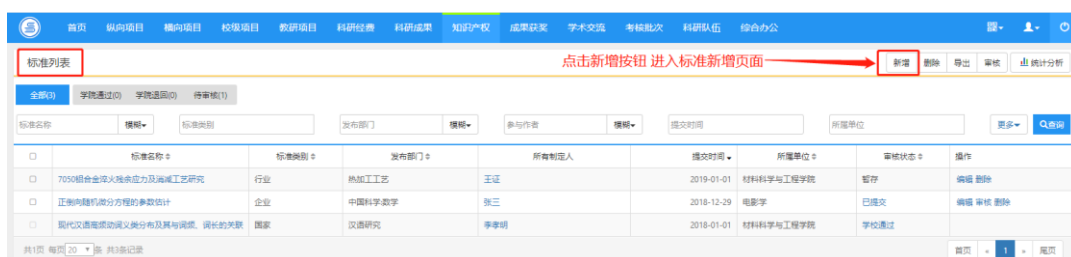 首页 纵向项目 横向项目 校级项目 教研项目 科研经费 科研成果 知识产权 成果获奖 学术交流 考核批次 科研队伍 综合办公
标准列表 点击新增按钮 进入标准新增页面 新增 删除 导出 审核 统计分析
全部(3) 学院通过(0) 学院退回(0) 待审核(1)
标准名称 模糊 标准类别 发布部门 模糊 参与作者 模糊 提交时间 所属单位 更多 查询
标准名称 标准类别 发布部门 所有制定人 提交时间 所属单位 审核状态 操作
7050铝合金淬火残余应力及消减工艺研究 行业 热加工工艺 王征 2019-01-01 材料科学与工程学院 暂存 编辑 删除
正倒向随机微分方程的参数估计 企业 中国科学:数学 张三 2018-12-29 电影学 已提交 编辑 审核 删除
现代汉语高频动词义类分布及其与词频、词长的关联 国家 汉语研究 李孝明 2018-01-01 材料科学与工程学院 学校通过
共1页 每页 20 条 共3条记录 首页 « 1 » 尾页